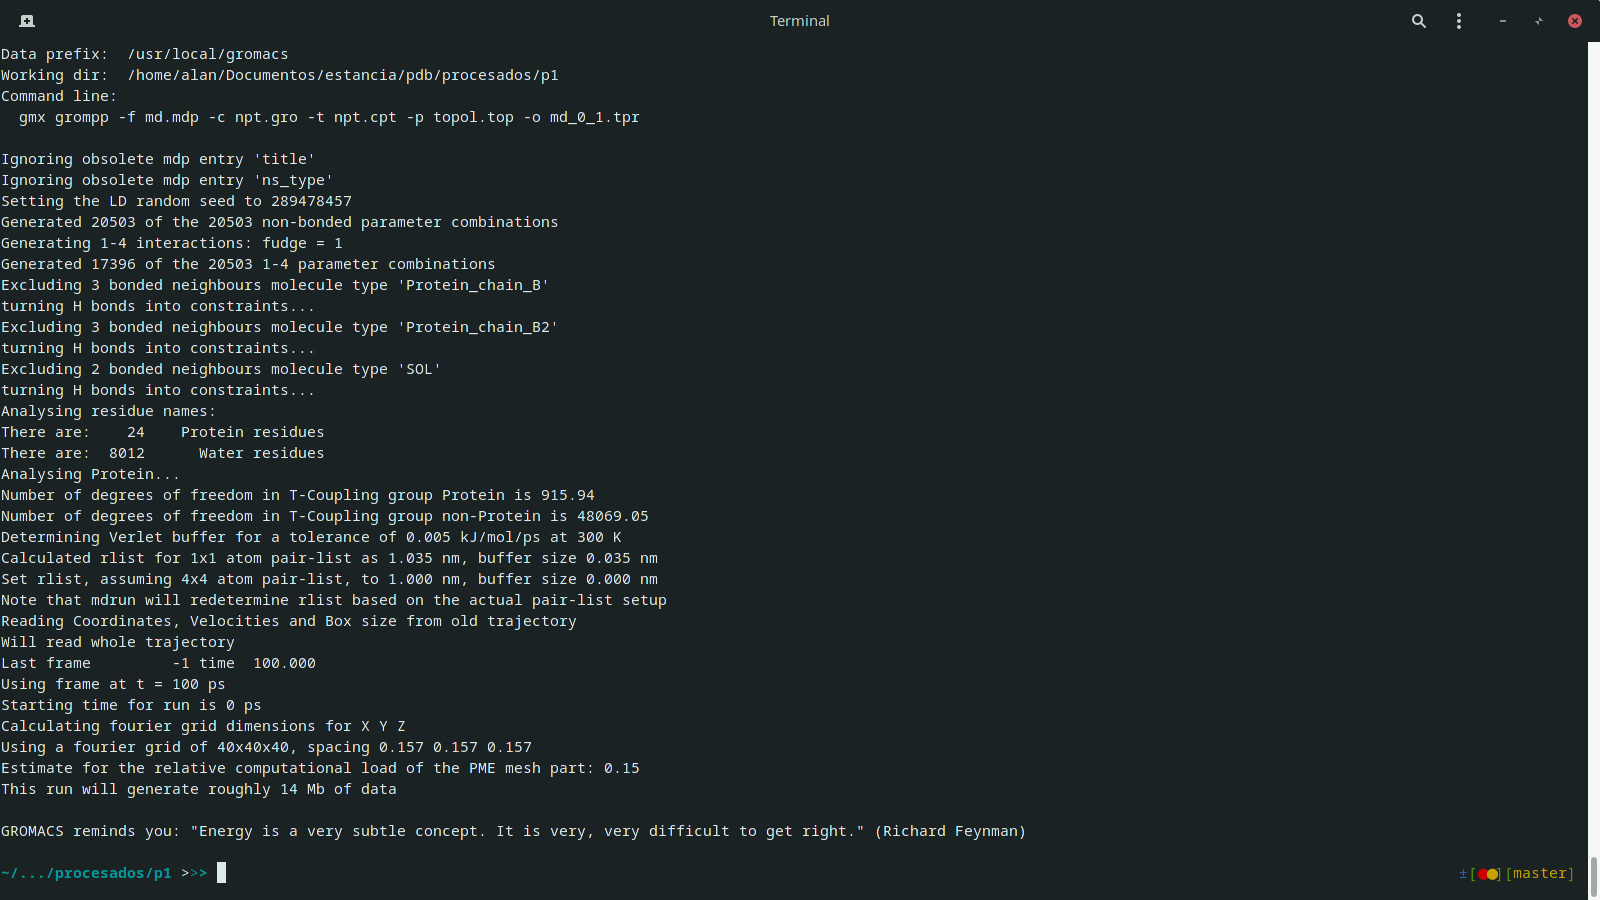 Terminal
Data prefix:  /usr/local/gromacs
Working dir:  /home/alan/Documentos/estancia/pdb/procesados/p1
Command line:
  gmx grompp -f md.mdp -c npt.gro -t npt.cpt -p topol.top -o md_0_1.tpr
Ignoring obsolete mdp entry 'title'
Ignoring obsolete mdp entry 'ns_type'
Setting the LD random seed to 289478457
Generated 20503 of the 20503 non-bonded parameter combinations
Generating 1-4 interactions: fudge = 1
Generated 17396 of the 20503 1-4 parameter combinations
Excluding 3 bonded neighbours molecule type 'Protein_chain_B'
turning H bonds into constraints...
Excluding 3 bonded neighbours molecule type 'Protein_chain_B2'
turning H bonds into constraints...
Excluding 2 bonded neighbours molecule type 'SOL'
turning H bonds into constraints...
Analysing residue names:
There are:    24    Protein residues
There are:  8012      Water residues
Analysing Protein...
Number of degrees of freedom in T-Coupling group Protein is 915.94
Number of degrees of freedom in T-Coupling group non-Protein is 48069.05
Determining Verlet buffer for a tolerance of 0.005 kJ/mol/ps at 300 K
Calculated rlist for 1x1 atom pair-list as 1.035 nm, buffer size 0.035 nm
Set rlist, assuming 4x4 atom pair-list, to 1.000 nm, buffer size 0.000 nm
Note that mdrun will redetermine rlist based on the actual pair-list setup
Reading Coordinates, Velocities and Box size from old trajectory
Will read whole trajectory
Last frame         -1 time  100.000
Using frame at t = 100 ps
Starting time for run is 0 ps
Calculating fourier grid dimensions for X Y Z
Using a fourier grid of 40x40x40, spacing 0.157 0.157 0.157
Estimate for the relative computational load of the PME mesh part: 0.15
This run will generate roughly 14 Mb of data
GROMACS reminds you: "Energy is a very subtle concept. It is very, very difficult to get right." (Richard Feynman)
~/.../procesados/p1 >>> ±[●●][master]